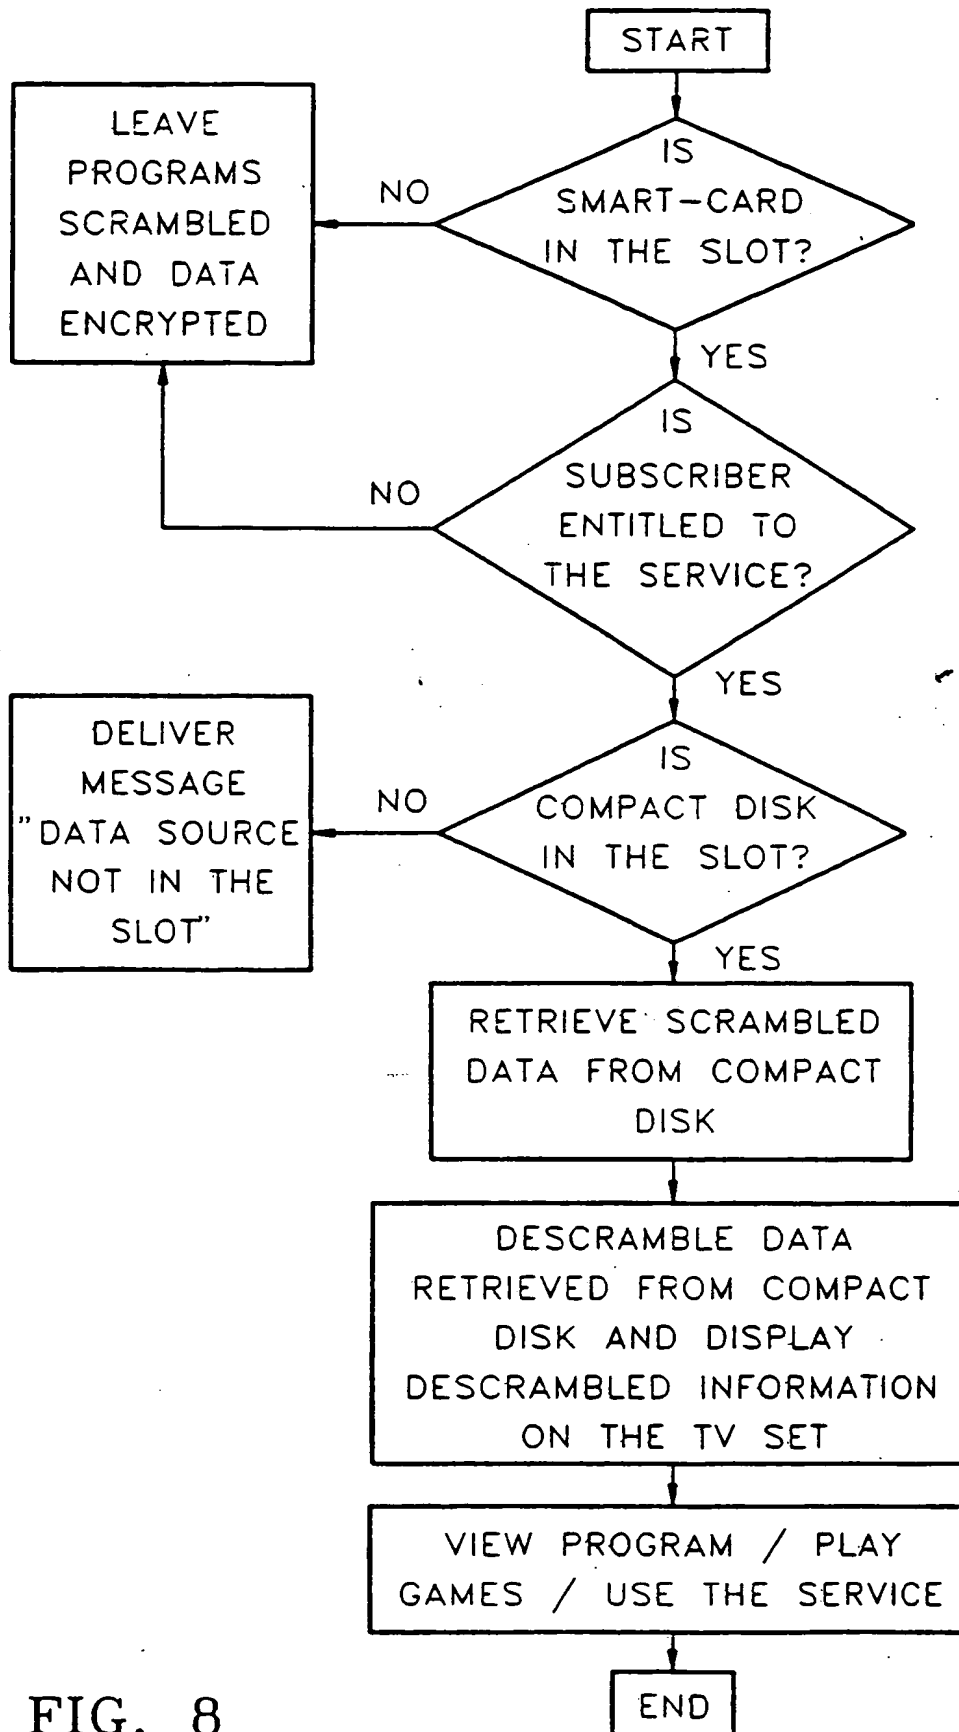 START
LEAVE
PROGRAMS
SCRAMBLED
AND DATA
ENCRYPTED
NO
IS
SMART-CARD
IN THE SLOT?
YES
IS
SUBSCRIBER
ENTITLED TO
THE SERVICE?
NO
YES
DELIVER
MESSAGE
"DATA SOURCE
NOT IN THE
SLOT"
NO
IS
COMPACT DISK
IN THE SLOT?
YES
RETRIEVE SCRAMBLED
DATA FROM COMPACT
DISK
DESCRAMBLE DATA
RETRIEVED FROM COMPACT
DISK AND DISPLAY
DESCRAMBLED INFORMATION
ON THE TV SET
VIEW PROGRAM / PLAY
GAMES / USE THE SERVICE
END
FIG. 8